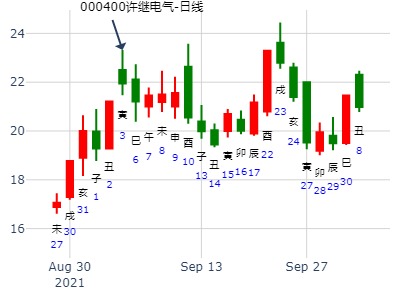 000400许继电气-日线
24
22
20
18
16
未
27
戌
30
亥
31
子
1
丑
2
寅
3
巳
6
午
7
未
8
申
9
酉
10
子
13
丑
14
寅
15
卯
16
辰
17
酉
22
戌
23
亥
24
寅
27
卯
28
辰
29
巳
30
丑
8
Aug 30
2021
Sep 13
Sep 27